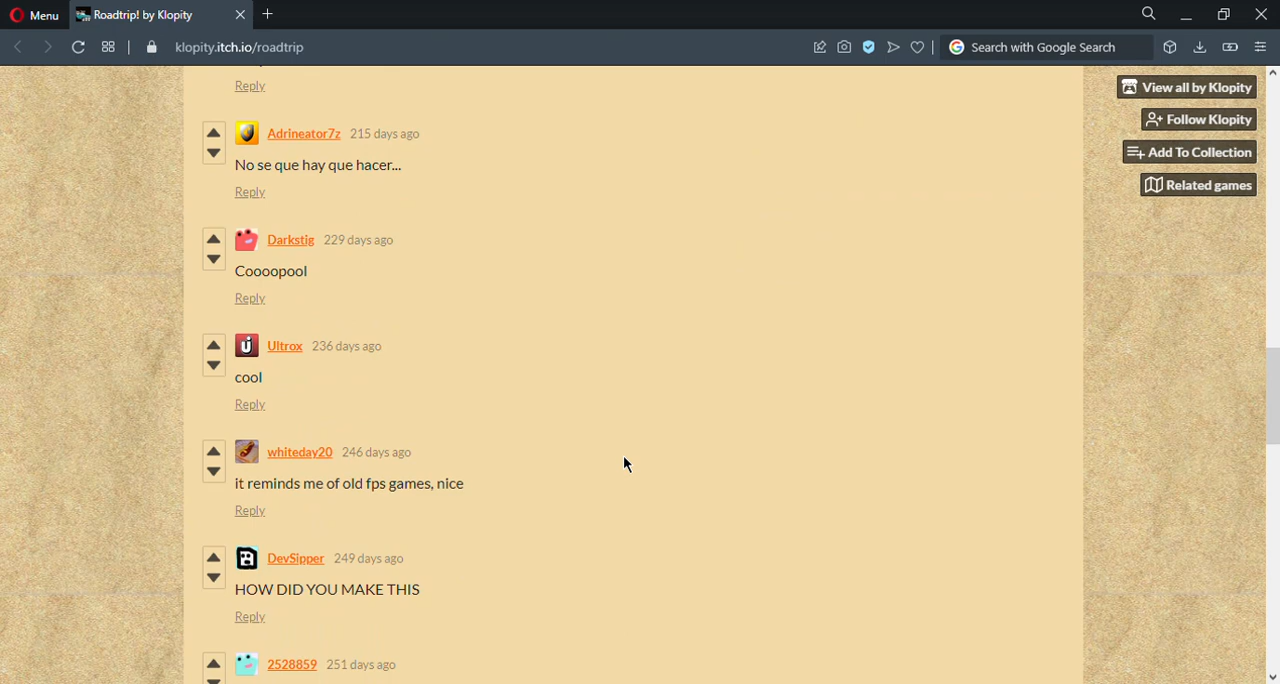 Menu
Roadtrip! by Klopity
klopity.itch.io/roadtrip
Search with Google Search
Reply
View all by Klopity
Follow Klopity
Add To Collection
Related games
Adrineator7z 215 days ago
No se que hay que hacer...
Reply
Darkstig 229 days ago
Coooopool
Reply
Ultrox 236 days ago
cool
Reply
whiteday20 246 days ago
it reminds me of old fps games, nice
Reply
DevSipper 249 days ago
HOW DID YOU MAKE THIS
Reply
2528859 251 days ago